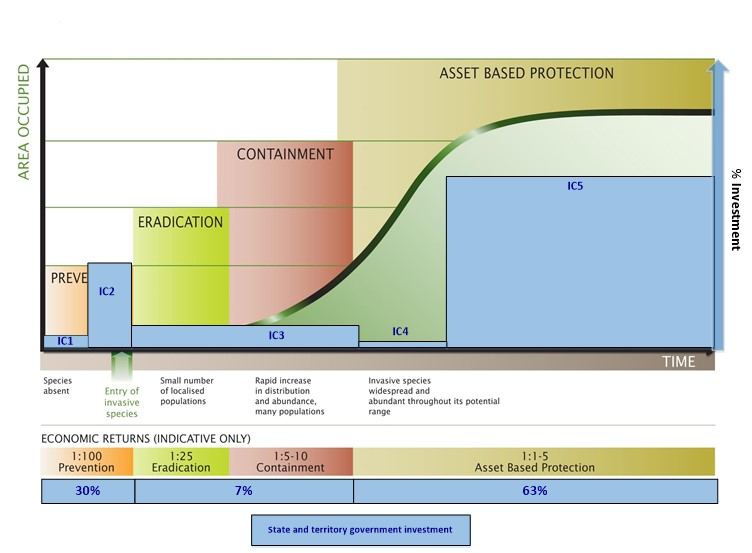 AREA OCCUPIED
ASSET BASED PROTECTION
CONTAINMENT
ERADICATION
PREVE
% Investment
IC1
IC2
IC3
IC4
IC5
TIME
Species
absent
Entry of
invasive
species
Small number
of localised
populations
Rapid increase
in distribution
and abundance,
many populations
Invasive species
widespread and
abundant throughout its potential
range
ECONOMIC RETURNS (INDICATIVE ONLY)
1:100
Prevention
1:25
Eradication
1:5-10
Containment
1:1-5
Asset Based Protection
30%
7%
63%
State and territory government investment